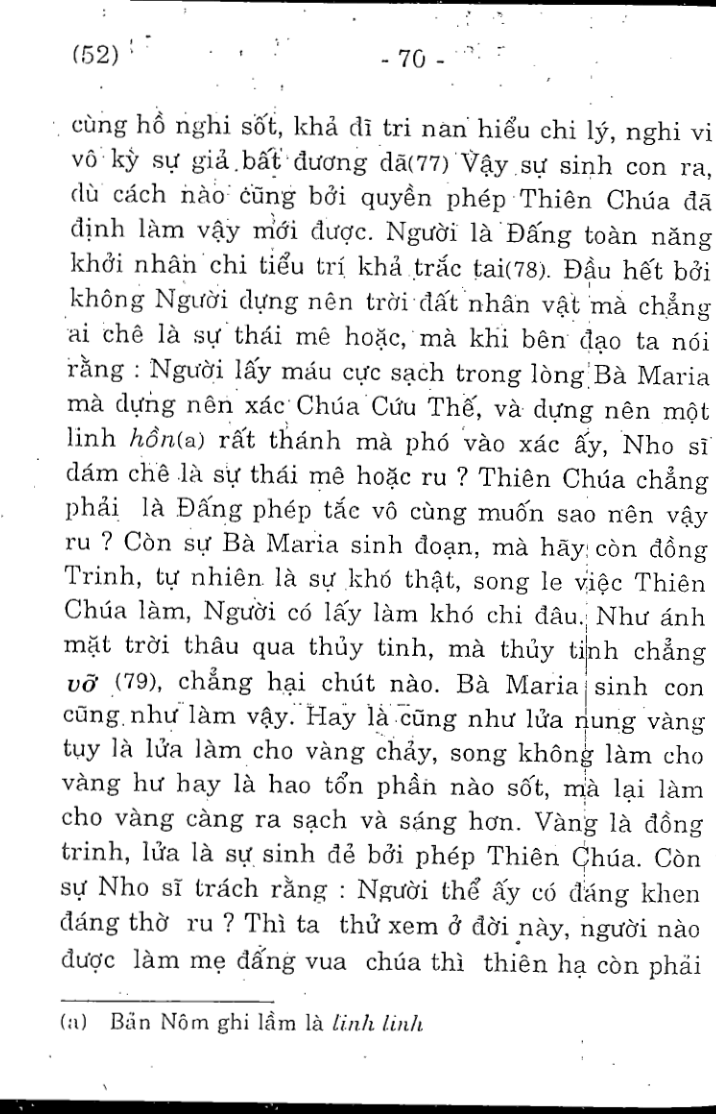 (52) - 70 -
cùng hồ nghi sốt, khả dĩ tri nan hiểu chi lý, nghi vi
vô kỳ sự giả bất đương dã(77) Vậy sự sinh con ra,
dù cách nào cũng bởi quyền phép Thiên Chúa đã
định làm vậy mới được. Người là Đấng toàn năng
khởi nhân chi tiểu trí khả trắc tai(78). Đầu hết bởi
không Người dựng nên trời đất nhân vật mà chẳng
ai chê là sự thái mê hoặc, mà khi bên đạo ta nói
rằng : Người lấy máu cực sạch trong lòng Bà Maria
mà dựng nên xác Chúa Cứu Thế, và dựng nên một
linh hồn(a) rất thánh mà phó vào xác ấy, Nho sĩ
dám chê là sự thái mê hoặc ru ? Thiên Chúa chẳng
phải là Đấng phép tắc vô cùng muốn sao nên vậy
ru ? Còn sự Bà Maria sinh đoạn, mà hãy còn đồng
Trinh, tự nhiên là sự khó thật, song le việc Thiên
Chúa làm, Người có lấy làm khó chi đâu. Như ánh
mặt trời thâu qua thủy tinh, mà thủy tinh chẳng
vỡ (79), chẳng hại chút nào. Bà Maria sinh con
cũng như làm vậy. Hay là cũng như lửa nung vàng
tuy là lửa làm cho vàng chảy, song không làm cho
vàng hư hay là hao tổn phần nào sốt, mà lại làm
cho vàng càng ra sạch và sáng hơn. Vàng là đồng
trinh, lửa là sự sinh đẻ bởi phép Thiên Chúa. Còn
sự Nho sĩ trách rằng : Người thể ấy có đáng khen
đáng thờ ru ? Thì ta thử xem ở đời này, người nào
được làm mẹ đấng vua chúa thì thiên hạ còn phải
(a) Bản Nôm ghi lầm là linh linh